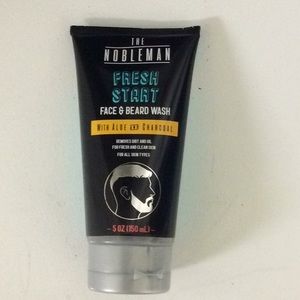 THE
NOBLEMAN
FRESH
START
FACE & BEARD WASH
WITH ALOE AND CHARCOAL
REMOVES DIRT AND OIL
FOR FRESH AND CLEAN SKIN
FOR ALL SKIN TYPES
5 OZ (150 mL)